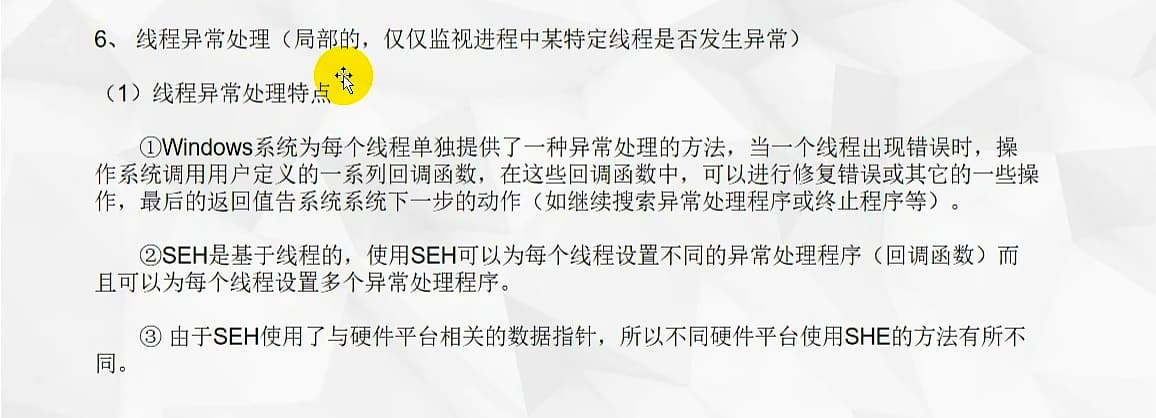 6、 线程异常处理（局部的，仅仅监视进程中某特定线程是否发生异常）
（1）线程异常处理特点
①Windows系统为每个线程单独提供了一种异常处理的方法，当一个线程出现错误时，操
作系统调用用户定义的一系列回调函数，在这些回调函数中，可以进行修复错误或其它的一些操
作，最后的返回值告系统系统下一步的动作（如继续搜索异常处理程序或终止程序等）。
②SEH是基于线程的，使用SEH可以为每个线程设置不同的异常处理程序（回调函数）而
且可以为每个线程设置多个异常处理程序。
③ 由于SEH使用了与硬件平台相关的数据指针，所以不同硬件平台使用SHE的方法有所不
同。